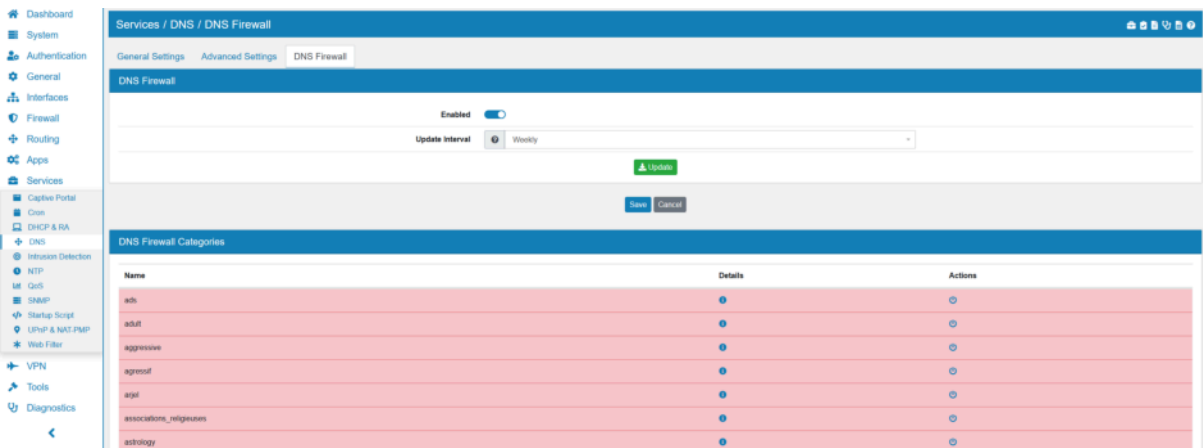 Dashboard
System
Authentication
General
Interfaces
Firewall
Routing
Apps
Services
Captive Portal
Cron
DHCP & RA
DNS
Intrusion Detection
NTP
QoS
SNMP
Startup Script
UPnP & NAT-PMP
Web Filter
VPN
Tools
Diagnostics
Services / DNS / DNS Firewall
General Settings Advanced Settings DNS Firewall
DNS Firewall
Enabled
Update Interval Weekly
Update
Save Cancel
DNS Firewall Categories
Name Details Actions
ads
adult
aggressive
agressif
arjel
associations_religieuses
astrology